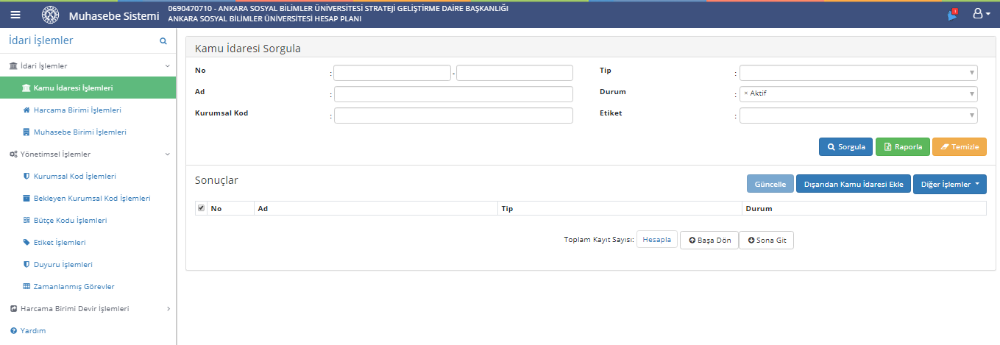 Muhasebe Sistemi
0690470710 - ANKARA SOSYAL BİLİMLER ÜNİVERSİTESİ STRATEJİ GELİŞTİRME DAİRE BAŞKANLIĞI
ANKARA SOSYAL BİLİMLER ÜNİVERSİTESİ HESAP PLANI
1
İdari İşlemler
İdari İşlemler
Kamu İdaresi İşlemleri
Harcama Birimi İşlemleri
Muhasebe Birimi İşlemleri
Yönetimsel İşlemler
Kurumsal Kod İşlemleri
Bekleyen Kurumsal Kod İşlemleri
Bütçe Kodu İşlemleri
Etiket İşlemleri
Duyuru İşlemleri
Zamanlanmış Görevler
Harcama Birimi Devir İşlemleri
Yardım
Kamu İdaresi Sorgula
No : - Tip :
Ad : Durum : × Aktif
Kurumsal Kod : Etiket :
Sorgula Raporla Temizle
Sonuçlar
Güncelle Dışarıdan Kamu İdaresi Ekle Diğer İşlemler
No Ad Tip Durum
Toplam Kayıt Sayısı: Hesapla Başa Dön Sona Git